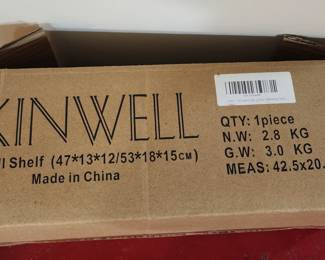 KINWELL
ll Shelf (47*13*12/53*18*15CM)
Made in China
QTY: 1piece
N.W: 2.8 KG
G.W: 3.0 KG
MEAS: 42.5x20.